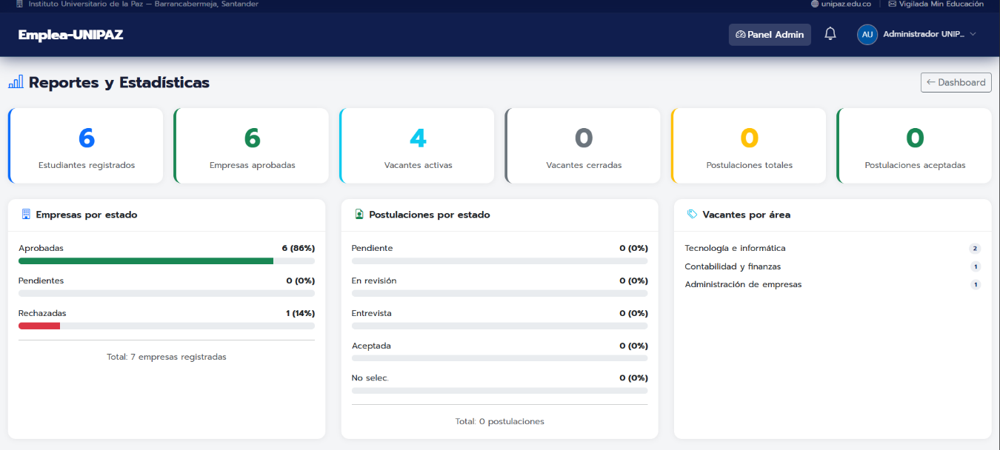 Instituto Universitario de la Paz — Barrancabermeja, Santander
unipaz.edu.co
Vigilada Min Educación
Emplea-UNIPAZ
Panel Admin
AU
Administrador UNIP...
Reportes y Estadísticas
← Dashboard
6
Estudiantes registrados
6
Empresas aprobadas
4
Vacantes activas
0
Vacantes cerradas
0
Postulaciones totales
0
Postulaciones aceptadas
Empresas por estado
Aprobadas 6 (86%)
Pendientes 0 (0%)
Rechazadas 1 (14%)
Total: 7 empresas registradas
Postulaciones por estado
Pendiente 0 (0%)
En revisión 0 (0%)
Entrevista 0 (0%)
Aceptada 0 (0%)
No selec. 0 (0%)
Total: 0 postulaciones
Vacantes por área
Tecnología e informática 2
Contabilidad y finanzas 1
Administración de empresas 1